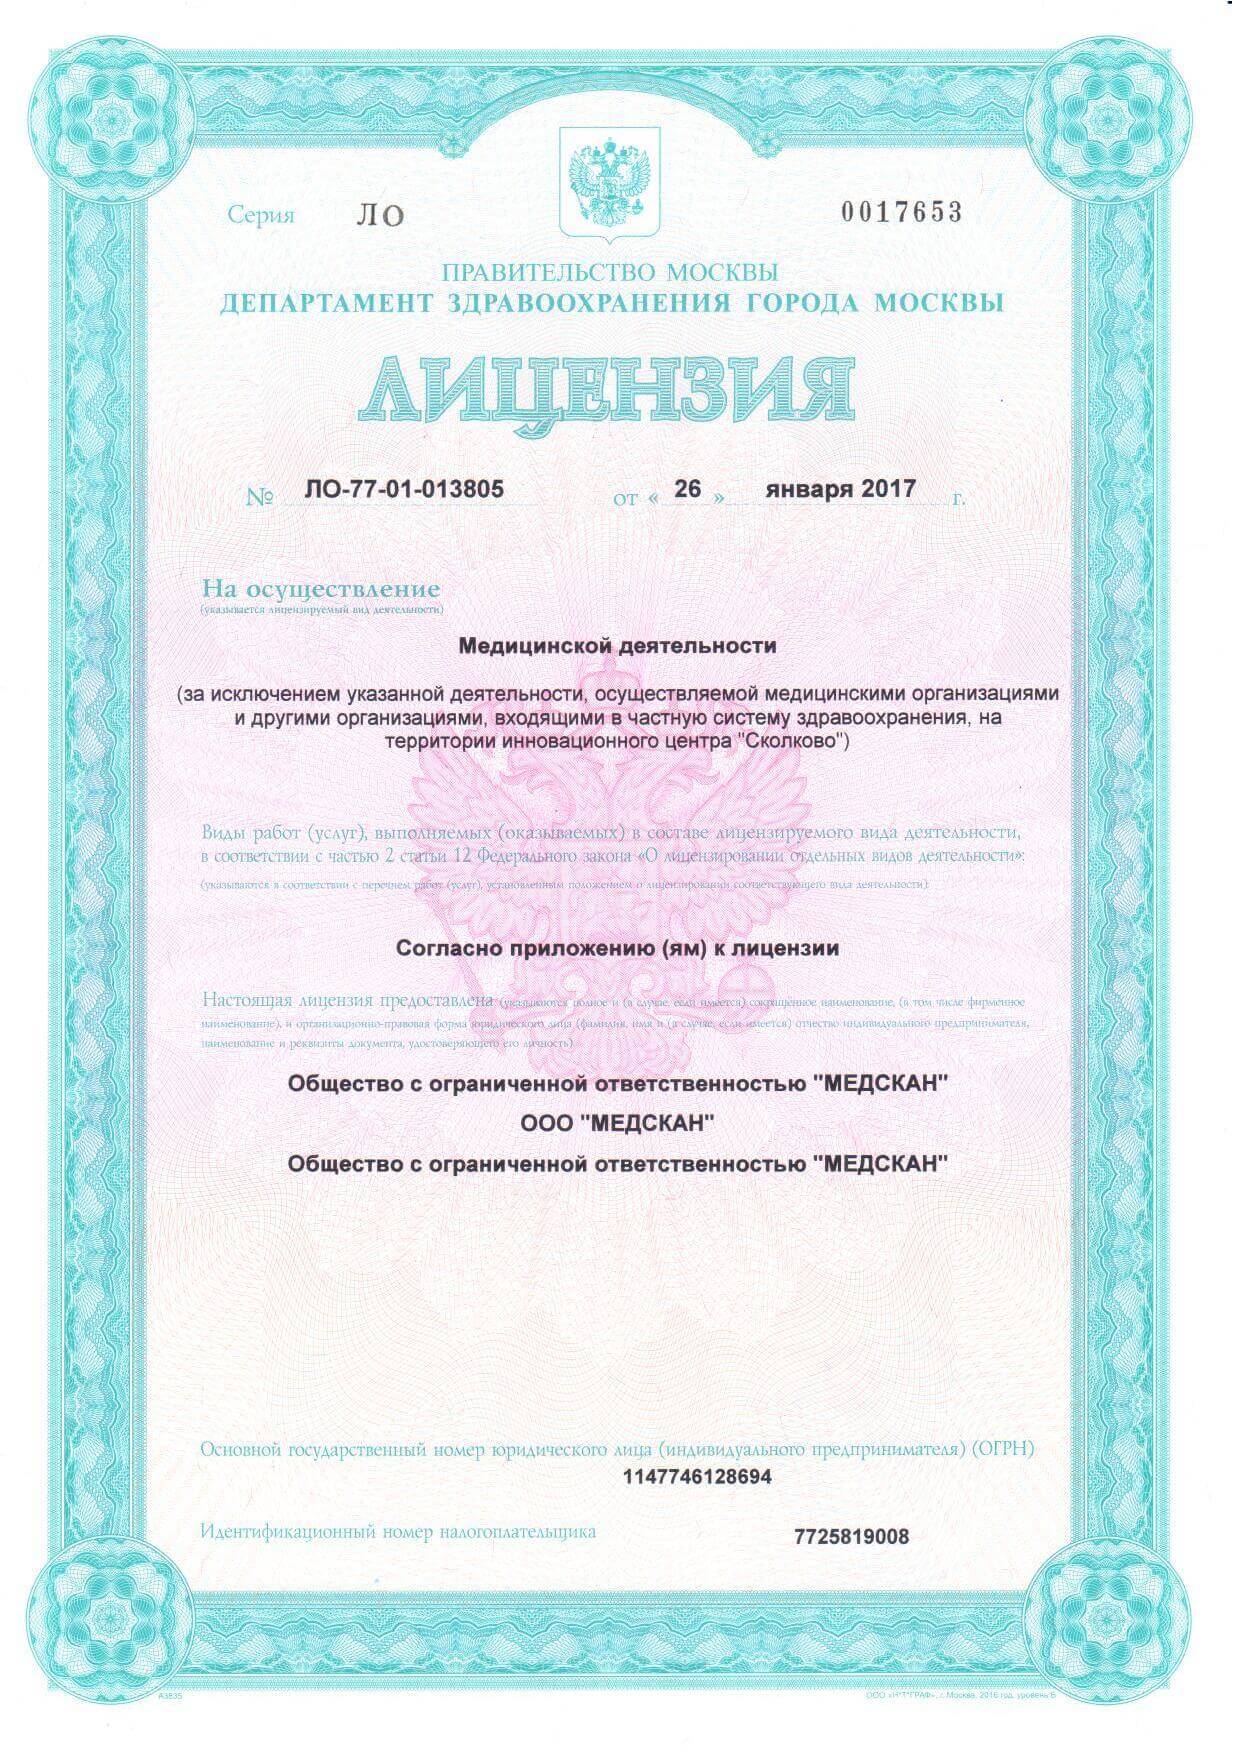 Серия ЛО 0017653
ПРАВИТЕЛЬСТВО МОСКВЫ
ДЕПАРТАМЕНТ ЗДРАВООХРАНЕНИЯ ГОРОДА МОСКВЫ
ЛИЦЕНЗИЯ
№ ЛО-77-01-013805 от « 26 » января 2017 г.
На осуществление
(указывается лицензируемый вид деятельности)
Медицинской деятельности
(за исключением указанной деятельности, осуществляемой медицинскими организациями
и другими организациями, входящими в частную систему здравоохранения, на
территории инновационного центра "Сколково")
Виды работ (услуг), выполняемых (оказываемых) в составе лицензируемого вида деятельности,
в соответствии с частью 2 статьи 12 Федерального закона «О лицензировании отдельных видов деятельности»:
(указываются в соответствии с перечнем работ (услуг), установленным положением о лицензировании соответствующего вида деятельности)
Согласно приложению (ям) к лицензии
Настоящая лицензия предоставлена (указываются полное и (в случае, если имеется) сокращённое наименование, (в том числе фирменное
наименование), и организационно-правовая форма юридического лица (фамилия, имя и (в случае, если имеется) отчество индивидуального предпринимателя,
наименование и реквизиты документа, удостоверяющего его личность)
Общество с ограниченной ответственностью "МЕДСКАН"
ООО "МЕДСКАН"
Общество с ограниченной ответственностью "МЕДСКАН"
Основной государственный номер юридического лица (индивидуального предпринимателя) (ОГРН)
1147746128694
Идентификационный номер налогоплательщика 7725819008
А3835 ООО «Н*Т*ГРАФ», г. Москва, 2016 год, уровень Б